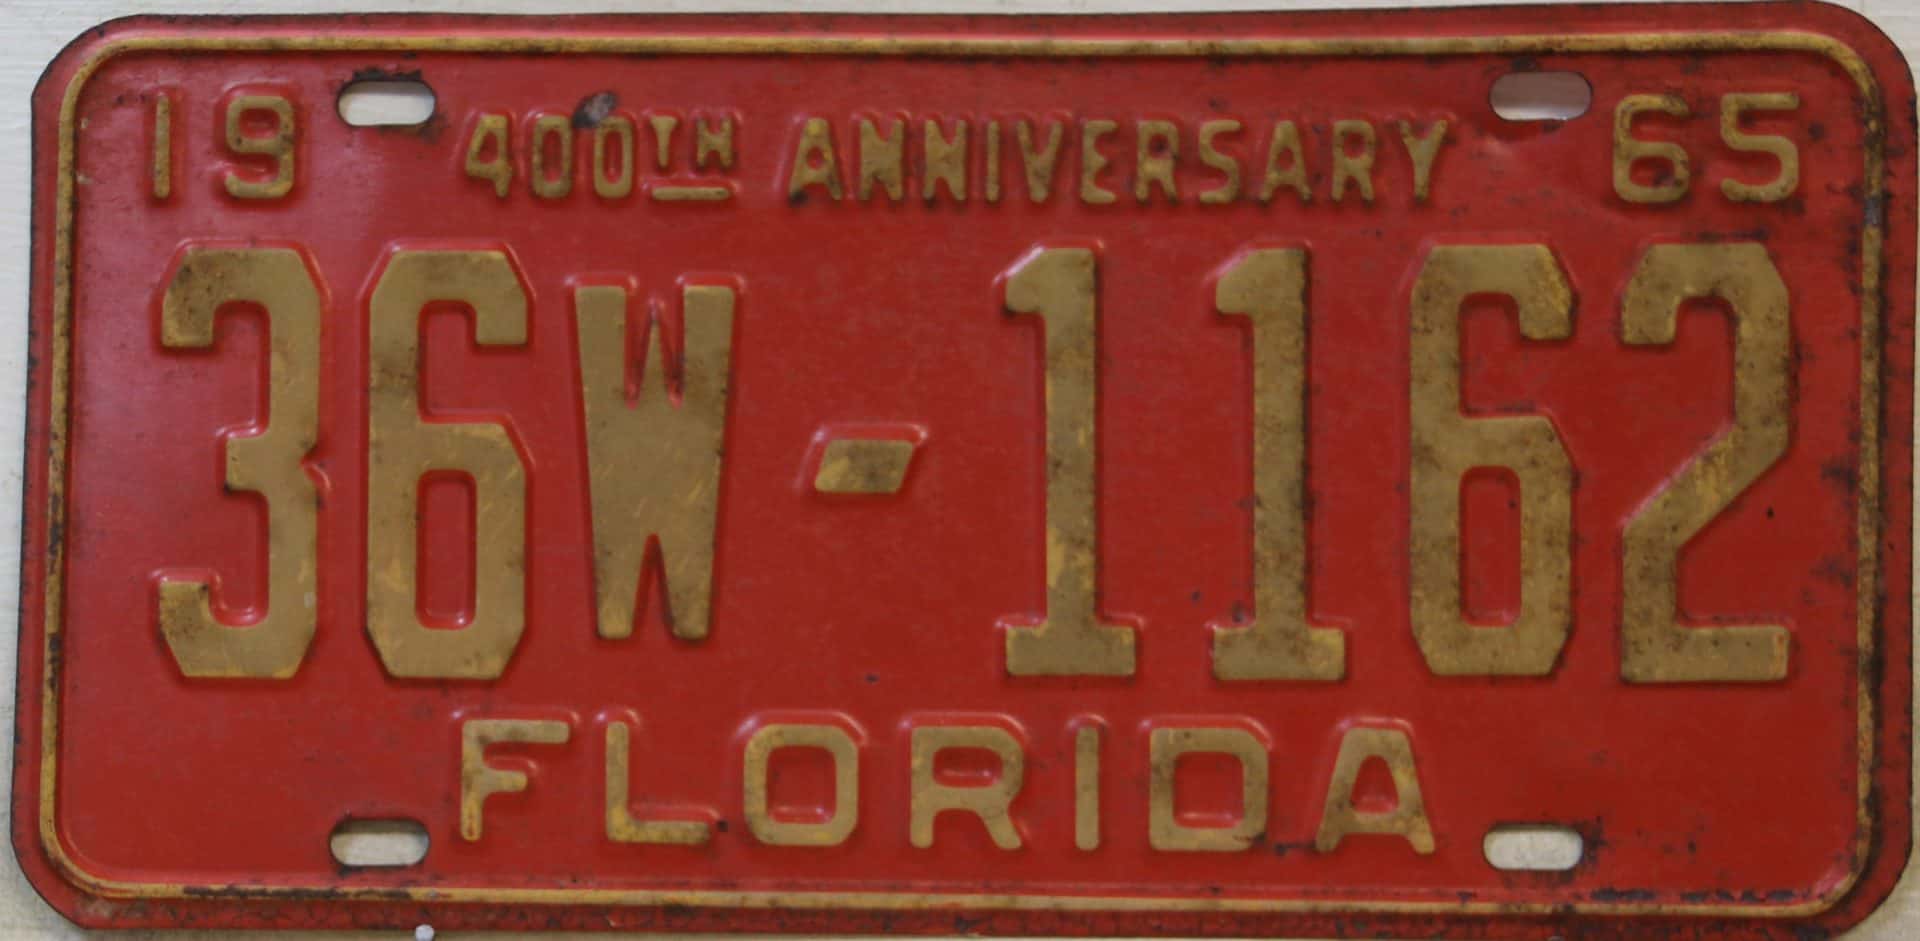 19 400TH ANNIVERSARY 65
36W-1162
FLORIDA